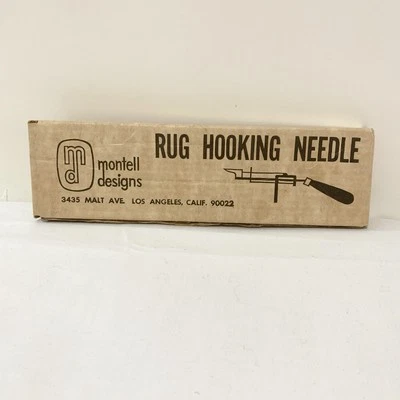 RUG HOOKING NEEDLE
md
montell
designs
3435 MALT AVE. LOS ANGELES, CALIF. 90022